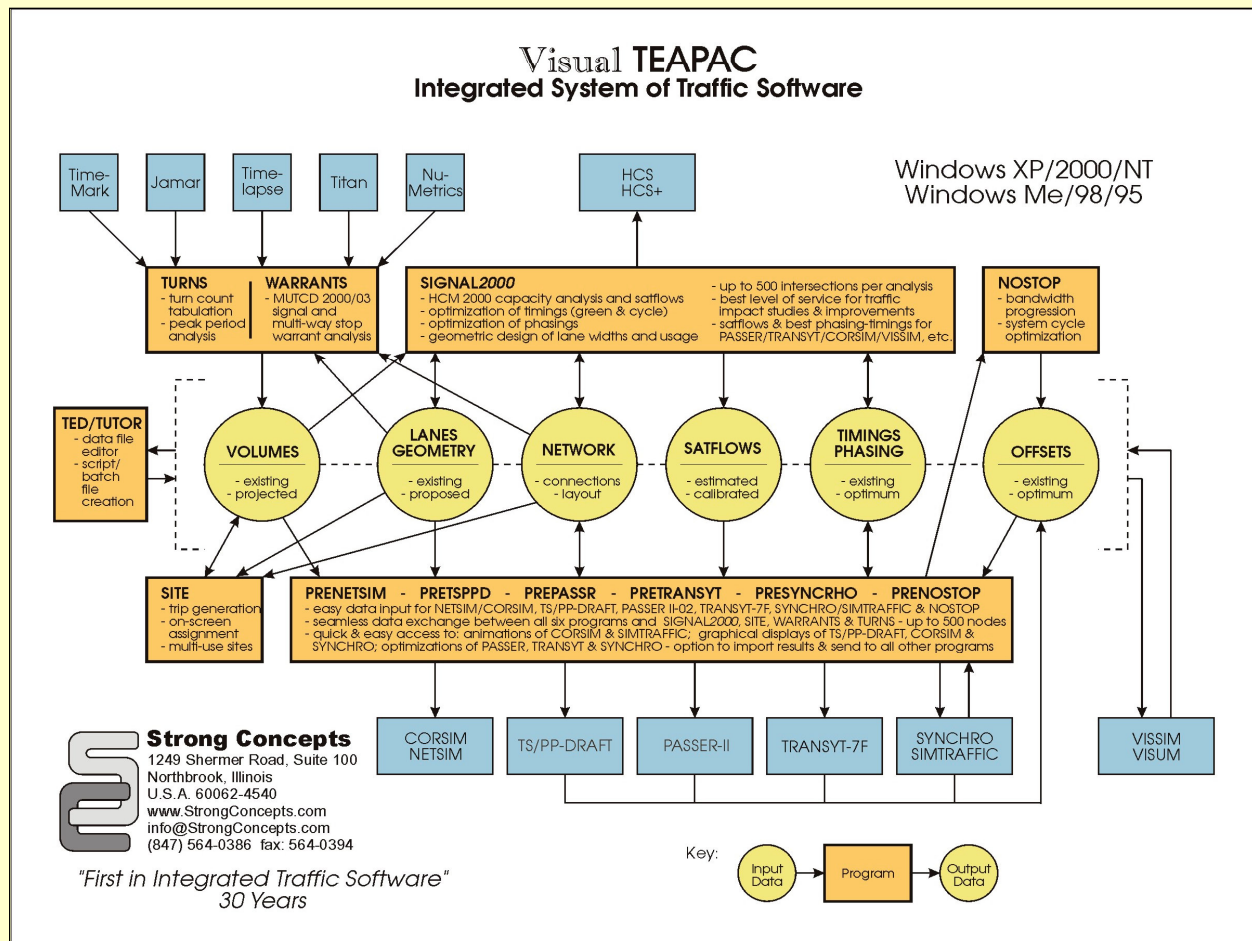 Visual TEAPAC
Integrated System of Traffic Software
Time-
Mark
Jamar
Time-
lapse
Titan
Nu-
Metrics
HCS
HCS+
Windows XP/2000/NT
Windows Me/98/95
TURNS
- turn count
tabulation
- peak period
analysis
WARRANTS
- MUTCD 2000/03
signal and
multi-way stop
warrant analysis
SIGNAL2000
- HCM 2000 capacity analysis and satflows
- optimization of timings (green & cycle)
- optimization of phasings
- geometric design of lane widths and usage
- up to 500 intersections per analysis
- best level of service for traffic
impact studies & improvements
- satflows & best phasing-timings for
PASSER/TRANSYT/CORSIM/VISSIM, etc.
NOSTOP
- bandwidth
progression
- system cycle
optimization
TED/TUTOR
- data file
editor
- script/
batch
file
creation
VOLUMES
- existing
- projected
LANES
GEOMETRY
- existing
- proposed
NETWORK
- connections
- layout
SATFLOWS
- estimated
- calibrated
TIMINGS
PHASING
- existing
- optimum
OFFSETS
- existing
- optimum
SITE
- trip generation
- on-screen
assignment
- multi-use sites
PRENETSIM - PRETSPPD - PREPASSR - PRETRANSYT - PRESYNCRHO - PRENOSTOP
- easy data input for NETSIM/CORSIM, TS/PP-DRAFT, PASSER II-02, TRANSYT-7F, SYNCHRO/SIMTRAFFIC & NOSTOP
- seamless data exchange between all six programs and SIGNAL2000, SITE, WARRANTS & TURNS - up to 500 nodes
- quick & easy access to: animations of CORSIM & SIMTRAFFIC; graphical displays of TS/PP-DRAFT, CORSIM &
SYNCHRO; optimizations of PASSER, TRANSYT & SYNCHRO - option to import results & send to all other programs
CORSIM
NETSIM
TS/PP-DRAFT
PASSER-II
TRANSYT-7F
SYNCHRO
SIMTRAFFIC
VISSIM
VISUM
Strong Concepts
1249 Shermer Road, Suite 100
Northbrook, Illinois
U.S.A. 60062-4540
www.StrongConcepts.com
info@StrongConcepts.com
(847) 564-0386 fax: 564-0394
"First in Integrated Traffic Software"
30 Years
Key:
Input
Data
Program
Output
Data